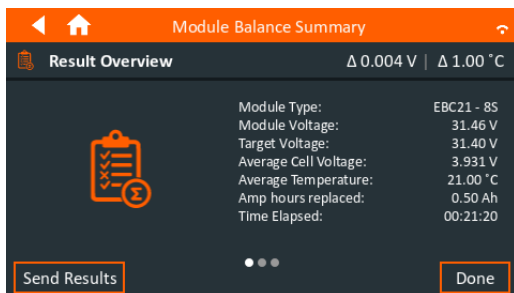 Module Balance Summary
Result Overview Δ 0.004 V | Δ 1.00 °C
Module Type: EBC21 - 8S
Module Voltage: 31.46 V
Target Voltage: 31.40 V
Average Cell Voltage: 3.931 V
Average Temperature: 21.00 °C
Amp hours replaced: 0.50 Ah
Time Elapsed: 00:21:20
Σ
Send Results Done